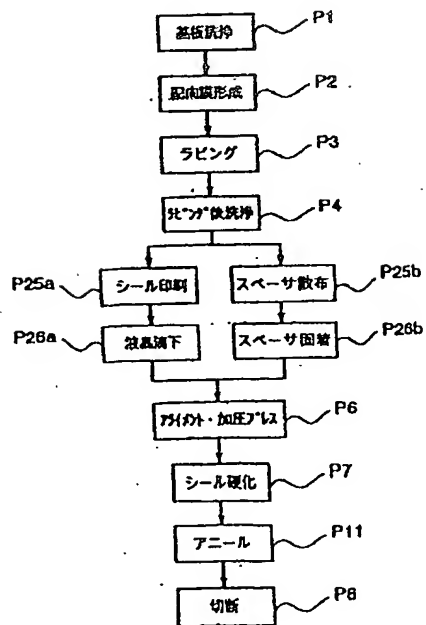 基板洗浄
P1
配向膜形成
P2
ラビング
P3
ラビング後洗浄
P4
P25a
シール印刷
スペーサ散布
P25b
P26a
液晶滴下
スペーサ固着
P26b
アライメント・加圧プレス
P6
シール硬化
P7
アニール
P11
切断
P8